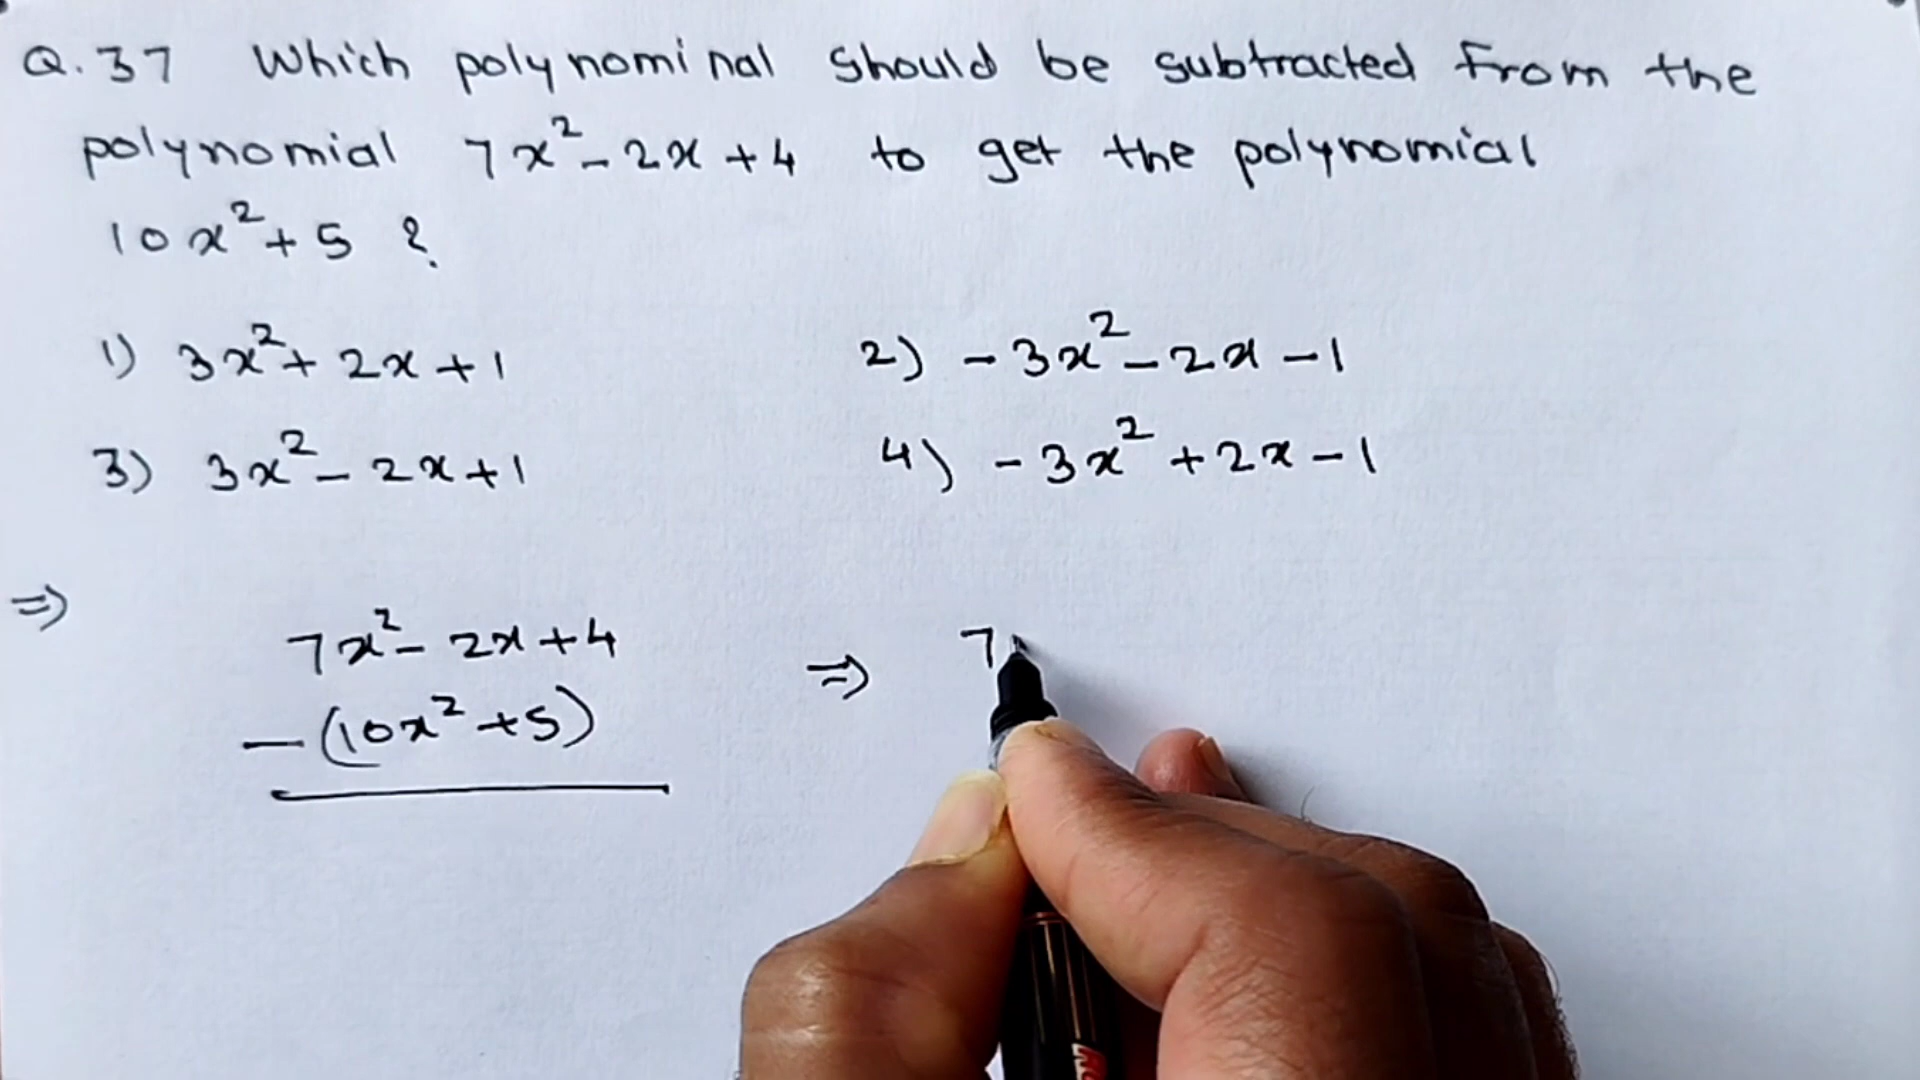 Q.37 Which polynominal should be subtracted from the
polynomial 7x² - 2x + 4 to get the polynomial
10x² + 5 ?
1) 3x² + 2x + 1
2) - 3x² - 2x - 1
3) 3x² - 2x + 1
4) - 3x² + 2x - 1
⇒ 7x² - 2x + 4 ⇒ 7
- (10x² + 5)